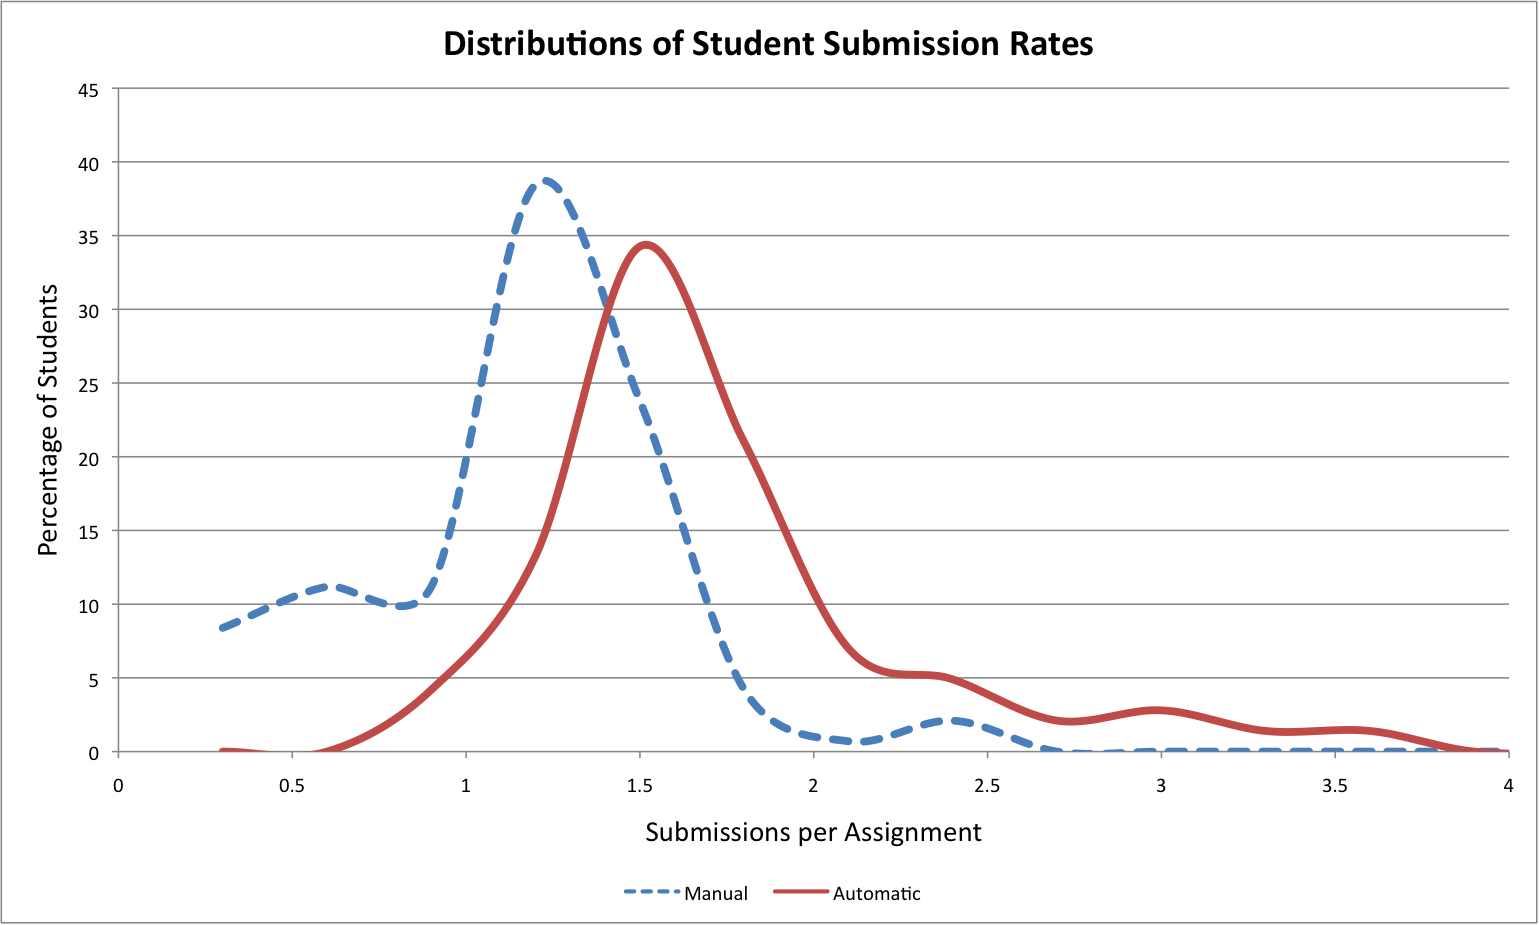 Distributions of Student Submission Rates
45
40
35
30
25
20
15
10
5
0
Percentage of Students
0 0.5 1 1.5 2 2.5 3 3.5 4
Submissions per Assignment
Manual Automatic